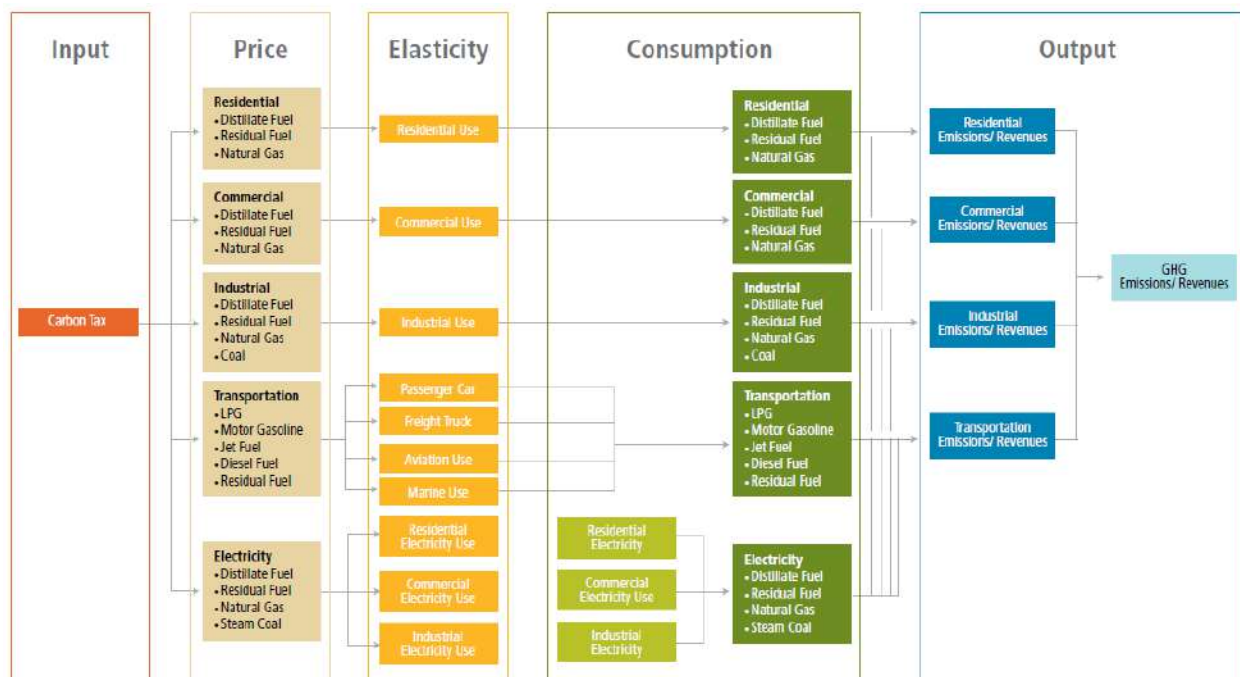 Input
Price
Elasticity
Consumption
Output
Carbon Tax
Residential
• Distillate Fuel
• Residual Fuel
• Natural Gas
Commercial
• Distillate Fuel
• Residual Fuel
• Natural Gas
Industrial
• Distillate Fuel
• Residual Fuel
• Natural Gas
• Coal
Transportation
• LPG
• Motor Gasoline
• Jet Fuel
• Diesel Fuel
• Residual Fuel
Electricity
• Distillate Fuel
• Residual Fuel
• Natural Gas
• Steam Coal
Residential Use
Commercial Use
Industrial Use
Passenger Car
Freight Truck
Aviation Use
Marine Use
Residential
Electricity Use
Commercial
Electricity Use
Industrial
Electricity Use
Residential
Electricity
Commercial
Electricity Use
Industrial
Electricity
Residential
• Distillate Fuel
• Residual Fuel
• Natural Gas
Commercial
• Distillate Fuel
• Residual Fuel
• Natural Gas
Industrial
• Distillate Fuel
• Residual Fuel
• Natural Gas
• Coal
Transportation
• LPG
• Motor Gasoline
• Jet Fuel
• Diesel Fuel
• Residual Fuel
Electricity
• Distillate Fuel
• Residual Fuel
• Natural Gas
• Steam Coal
Residential
Emissions/ Revenues
Commercial
Emissions/ Revenues
Industrial
Emissions/ Revenues
Transportation
Emissions/ Revenues
GHG
Emissions/ Revenues